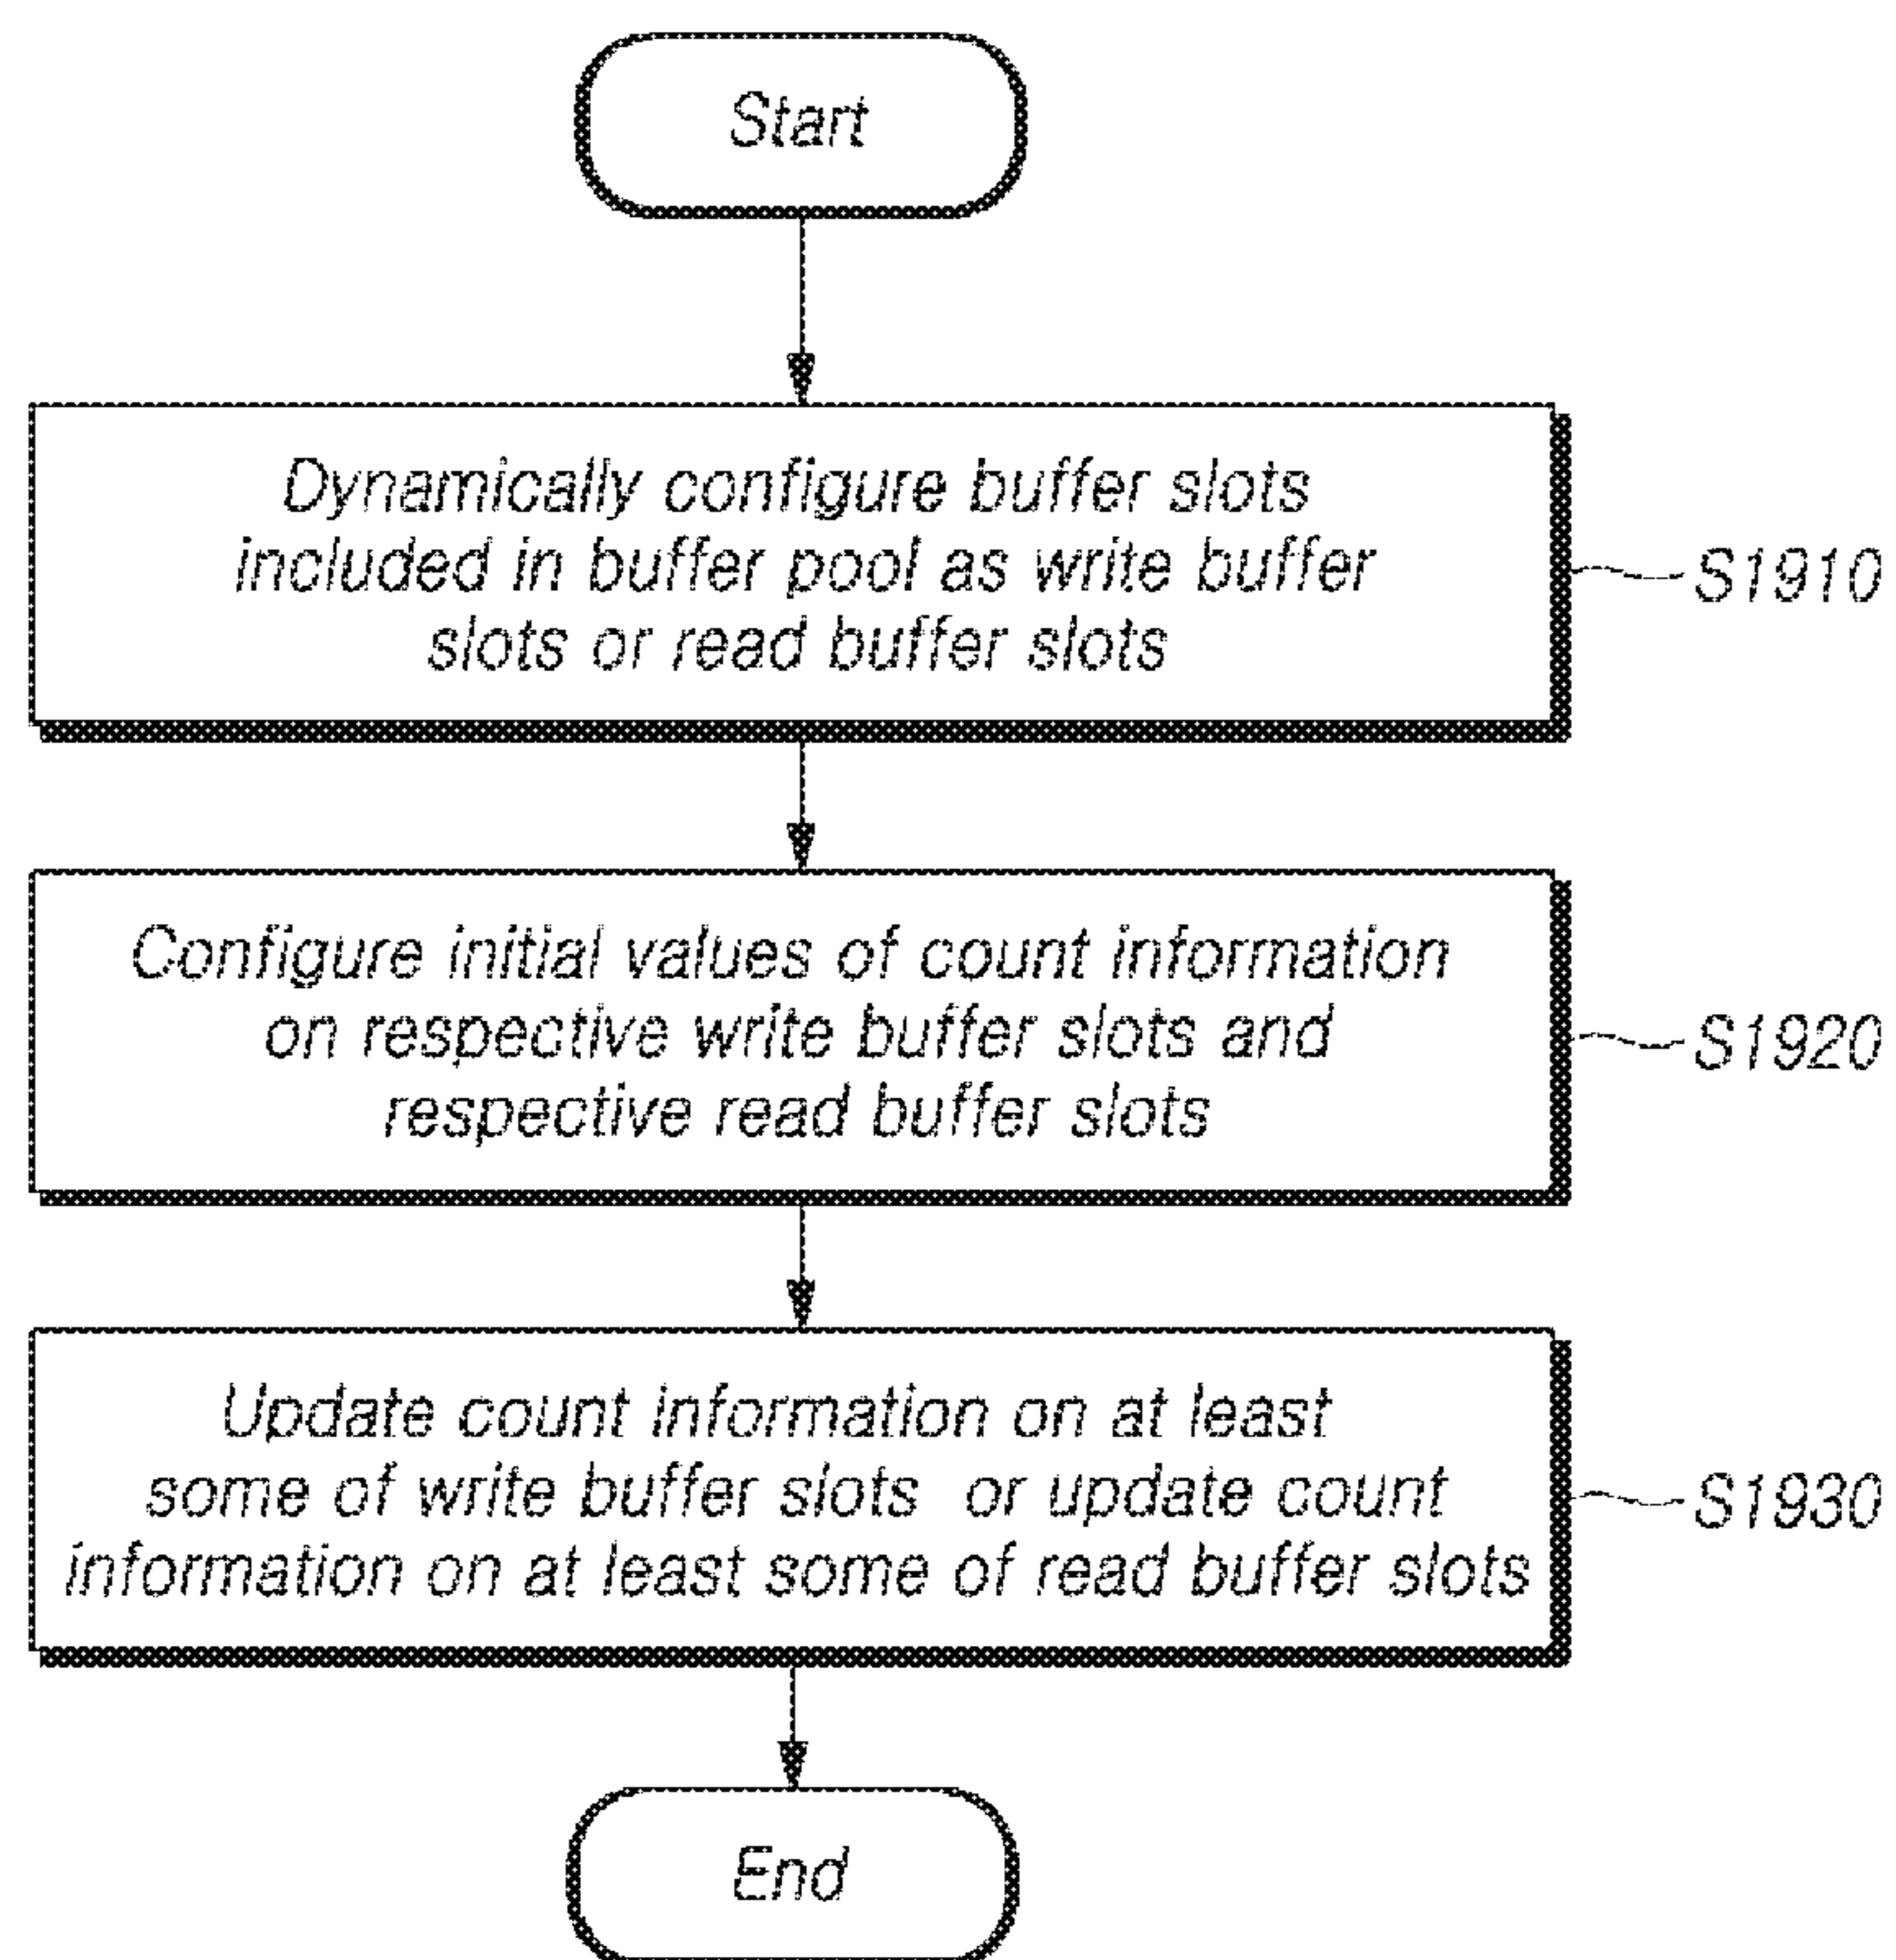 Start
Dynamically configure buffer slots
included in buffer pool as write buffer
slots or read buffer slots
S1910
Configure initial values of count information
on respective write buffer slots and
respective read buffer slots
S1920
Update count information on at least
some of write buffer slots or update count
information on at least some of read buffer slots
S1930
End